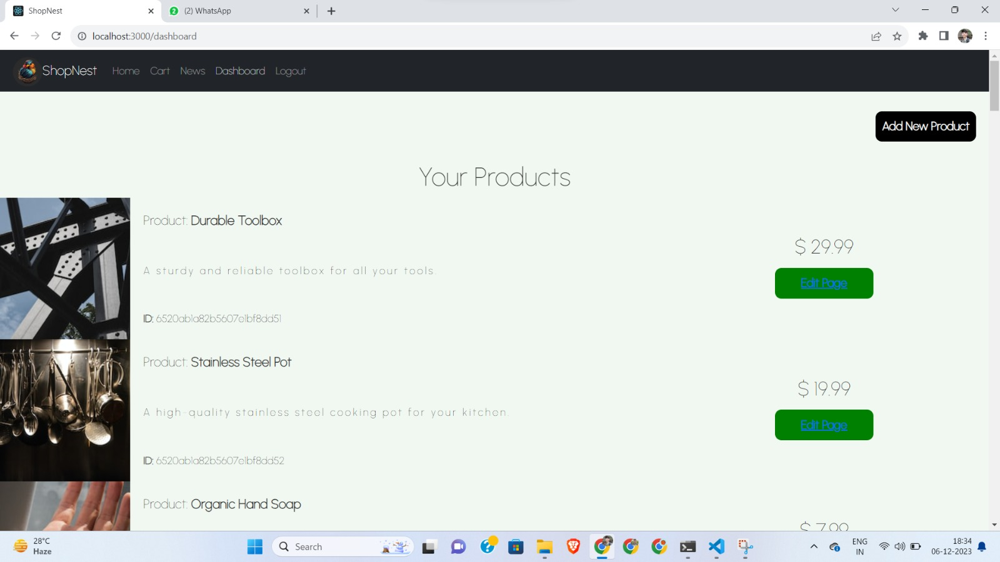 ShopNest
(2) WhatsApp
localhost:3000/dashboard
ShopNest Home Cart News Dashboard Logout
Add New Product
Your Products
Product: Durable Toolbox
$ 29.99
A sturdy and reliable toolbox for all your tools.
Edit Page
ID: 6520ab1a82b5607e1bf8dd51
Product: Stainless Steel Pot
$ 19.99
A high-quality stainless steel cooking pot for your kitchen.
Edit Page
ID: 6520ab1a82b5607e1bf8dd52
Product: Organic Hand Soap
$ 7.99
28°C
Haze
Search
ENG
IN
18:34
06-12-2023